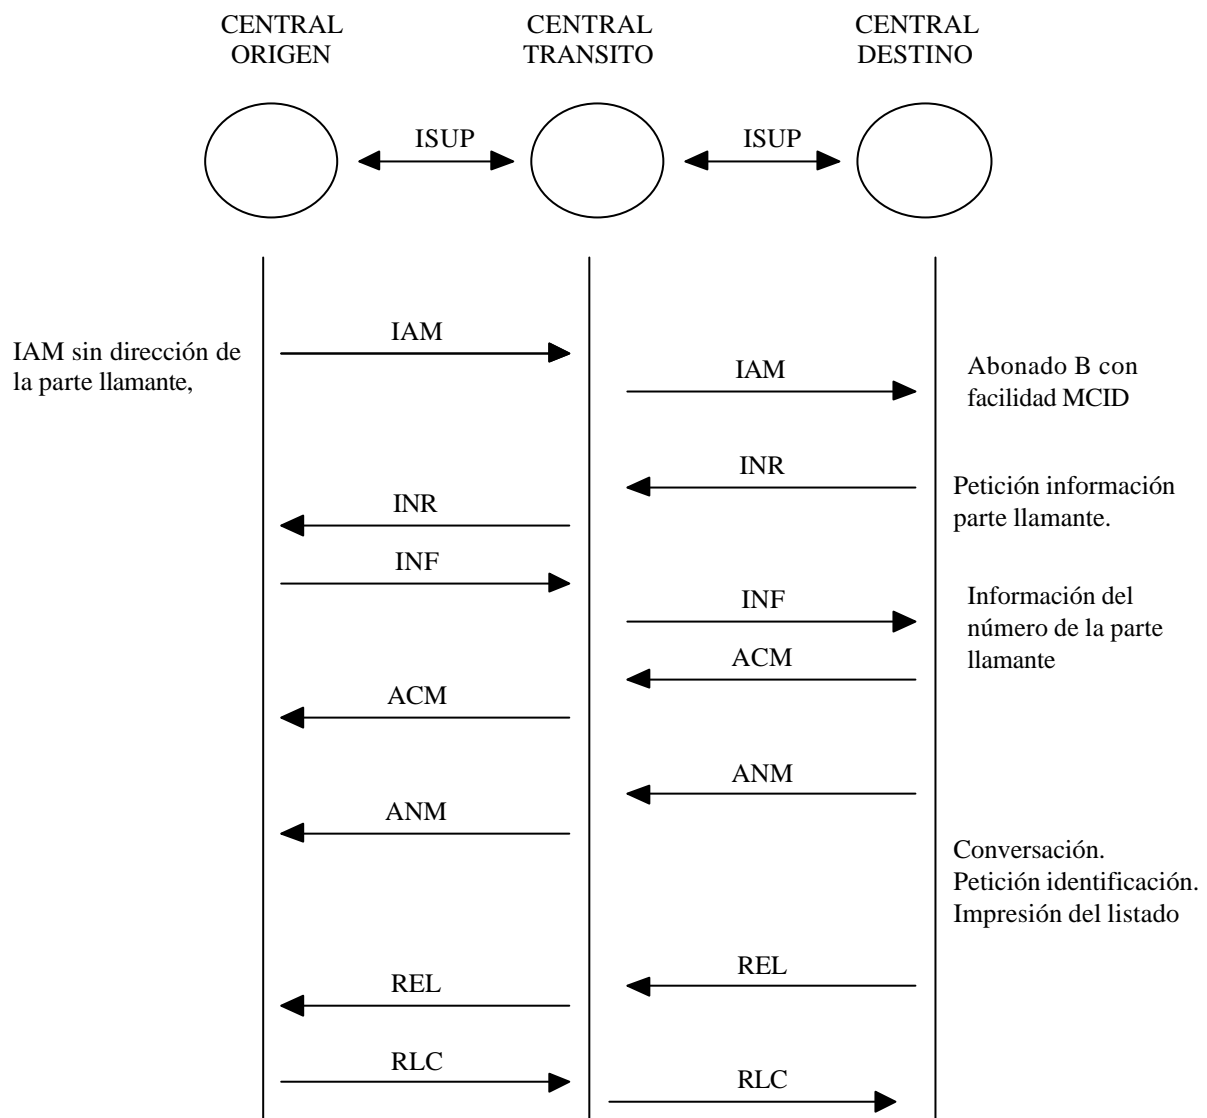 CENTRAL
ORIGEN
CENTRAL
TRANSITO
CENTRAL
DESTINO
ISUP
ISUP
IAM
IAM sin dirección de
la parte llamante,
IAM
Abonado B con
facilidad MCID
INR
Petición información
parte llamante.
INR
INF
INF
Información del
número de la parte
llamante
ACM
ACM
ANM
ANM
Conversación.
Petición identificación.
Impresión del listado
REL
REL
RLC
RLC